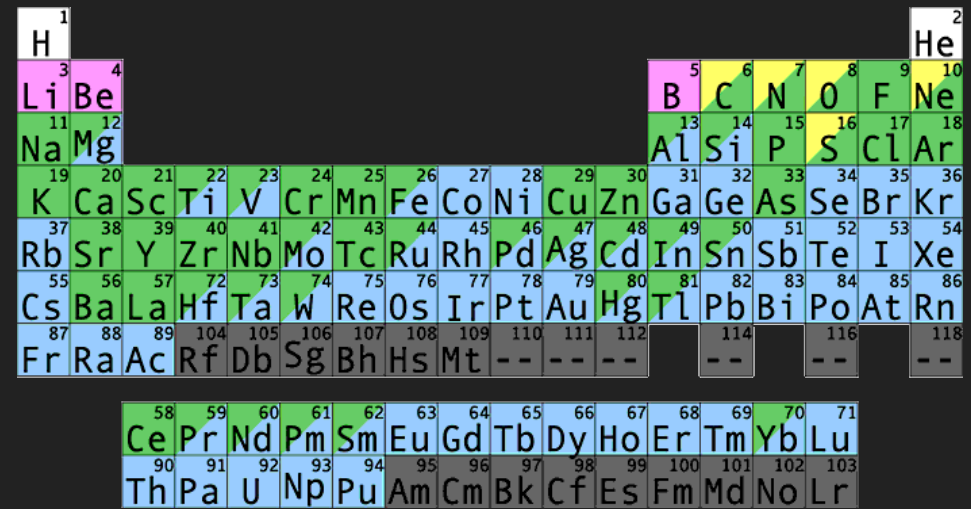 1 2
H He
3 4 5 6 7 8 9 10
Li Be B C N O F Ne
11 12 13 14 15 16 17 18
Na Mg Al Si P S Cl Ar
19 20 21 22 23 24 25 26 27 28 29 30 31 32 33 34 35 36
K Ca Sc Ti V Cr Mn Fe Co Ni Cu Zn Ga Ge As Se Br Kr
37 38 39 40 41 42 43 44 45 46 47 48 49 50 51 52 53 54
Rb Sr Y Zr Nb Mo Tc Ru Rh Pd Ag Cd In Sn Sb Te I Xe
55 56 57 72 73 74 75 76 77 78 79 80 81 82 83 84 85 86
Cs Ba La Hf Ta W Re Os Ir Pt Au Hg Tl Pb Bi Po At Rn
87 88 89 104 105 106 107 108 109 110 111 112 114 116 118
Fr Ra Ac Rf Db Sg Bh Hs Mt -- -- -- -- -- --
58 59 60 61 62 63 64 65 66 67 68 69 70 71
Ce Pr Nd Pm Sm Eu Gd Tb Dy Ho Er Tm Yb Lu
90 91 92 93 94 95 96 97 98 99 100 101 102 103
Th Pa U Np Pu Am Cm Bk Cf Es Fm Md No Lr